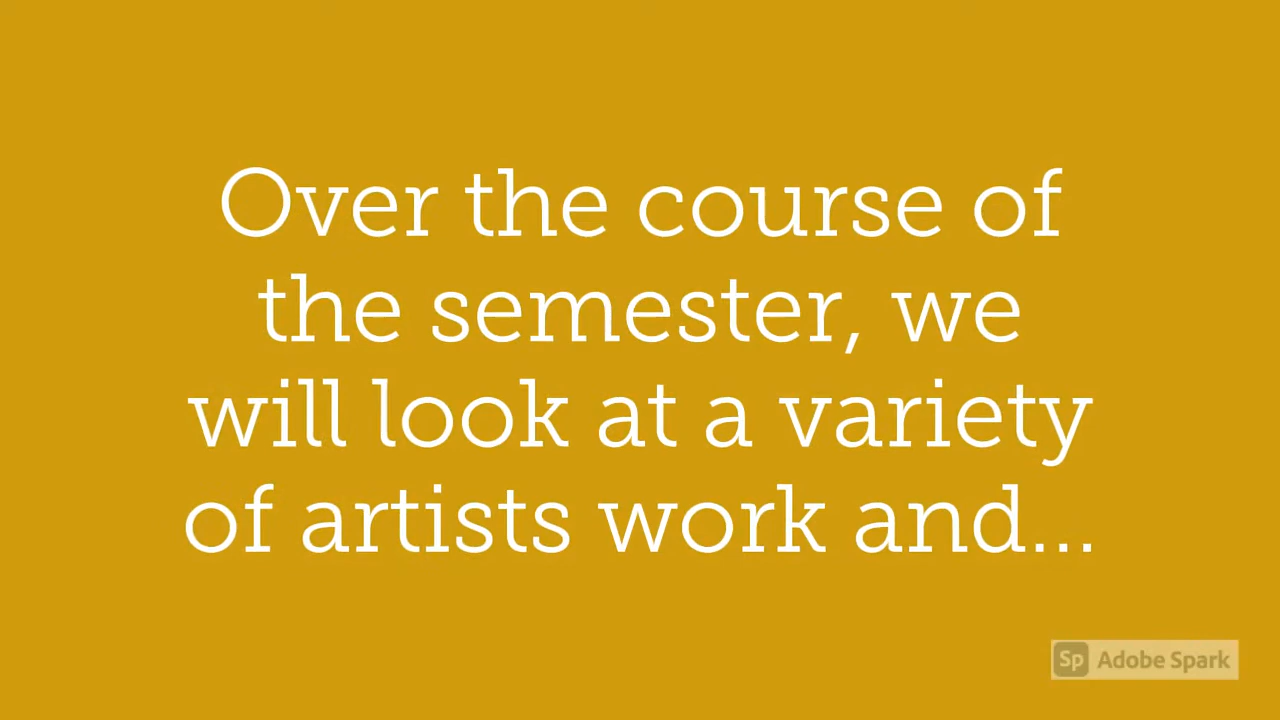 Over the course of
the semester, we
will look at a variety
of artists work and...
Sp Adobe Spark